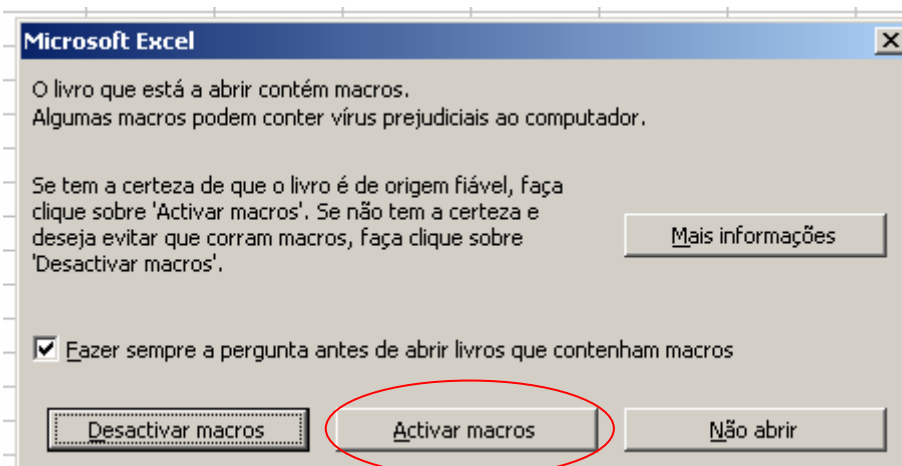 Microsoft Excel
O livro que está a abrir contém macros.
Algumas macros podem conter vírus prejudiciais ao computador.
Se tem a certeza de que o livro é de origem fiável, faça
clique sobre 'Activar macros'. Se não tem a certeza e
deseja evitar que corram macros, faça clique sobre
'Desactivar macros'.
Mais informações
Fazer sempre a pergunta antes de abrir livros que contenham macros
Desactivar macros
Activar macros
Não abrir